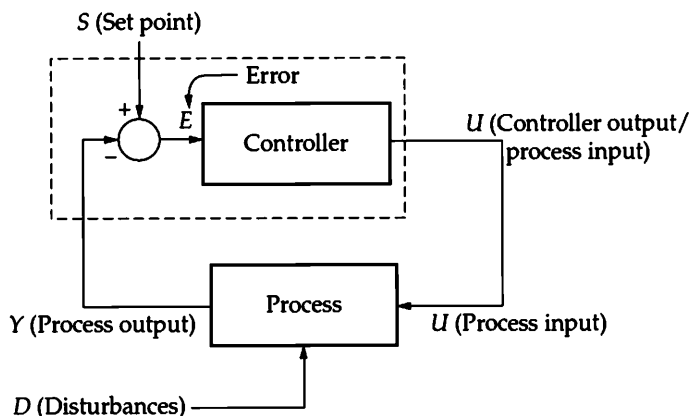 S (Set point)
Error
+
E
−
Controller
U (Controller output/
process input)
Process
Y (Process output)
U (Process input)
D (Disturbances)